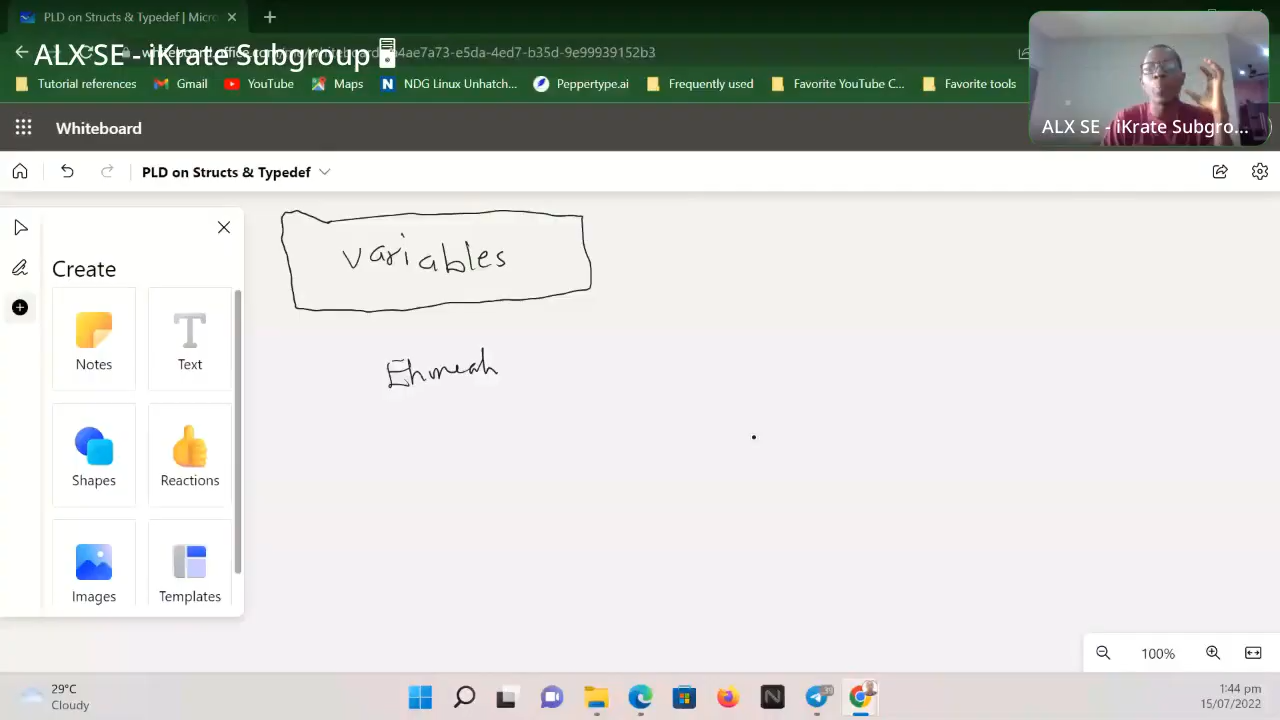 PLD on Structs & Typedef | Micr
ALX SE - iKrate Subgroup
4ae7a73-e5da-4ed7-b35d-9e99939152b3
Tutorial references
Gmail
YouTube
Maps
NDG Linux Unhatch...
Peppertype.ai
Frequently used
Favorite YouTube C...
Favorite tools
ALX SE - iKrate Subgro...
Whiteboard
PLD on Structs & Typedef
variables
Create
Notes
Text
Ehmeah
Shapes
Reactions
Images
Templates
100%
29°C
Cloudy
1:44 pm
15/07/2022